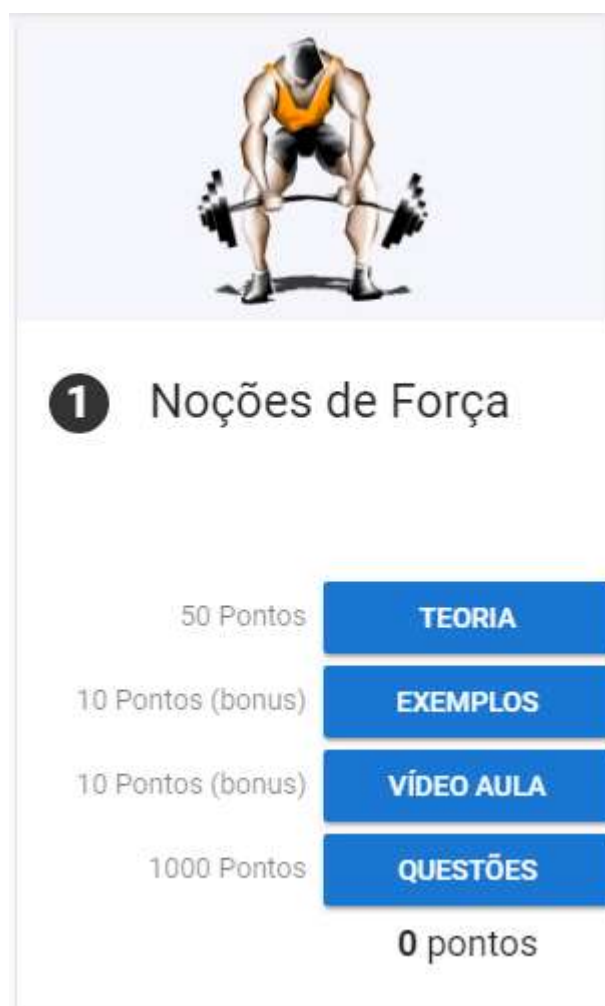 1 Noções de Força
50 Pontos TEORIA
10 Pontos (bonus) EXEMPLOS
10 Pontos (bonus) VÍDEO AULA
1000 Pontos QUESTÕES
0 pontos